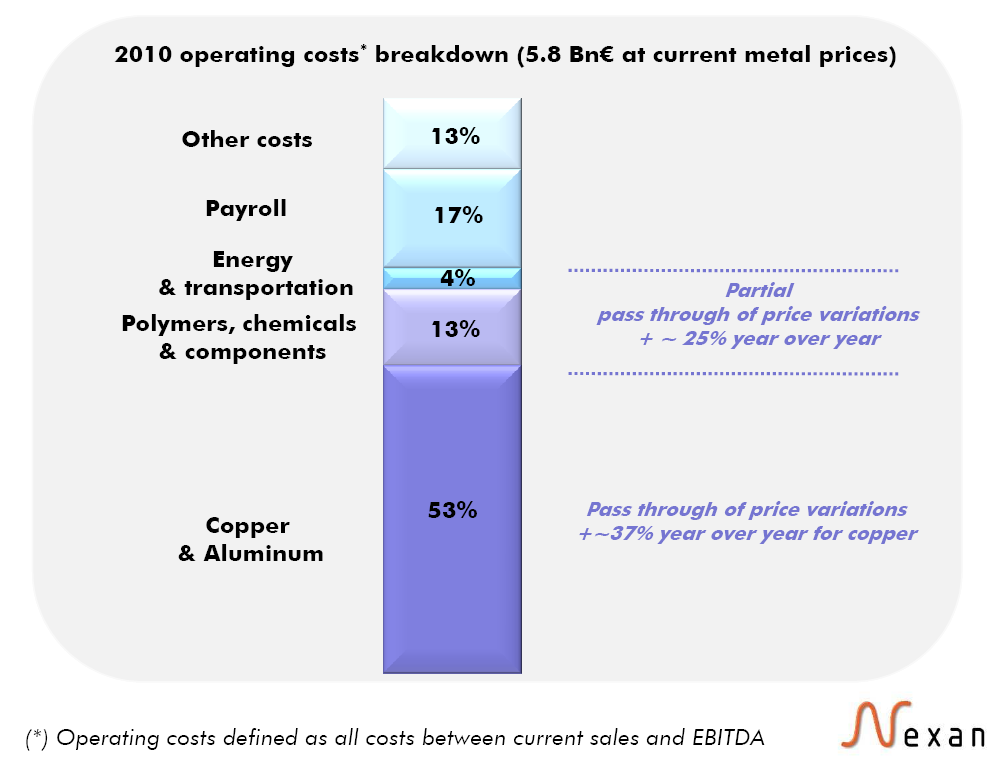 2010 operating costs* breakdown (5.8 Bn€ at current metal prices)
Other costs
13%
Payroll
17%
Energy
& transportation
4%
Partial
pass through of price variations
+ ~ 25% year over year
Polymers, chemicals
& components
13%
Copper
& Aluminum
53%
Pass through of price variations
+~37% year over year for copper
(*) Operating costs defined as all costs between current sales and EBITDA
Nexan